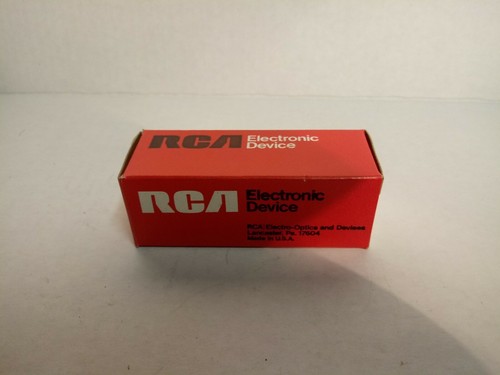 RCA Electronic
Device
RCA Electronic
Device
RCA/Electro-Optics and Devices
Lancaster, Pa. 17604
Made in U.S.A.